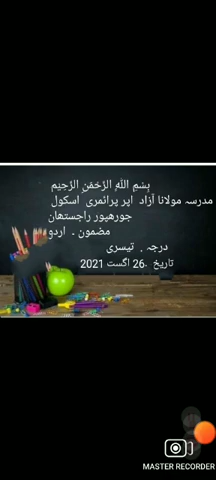 بِسْمِ اللّٰہِ الرَّحْمٰنِ الرَّحِیْمِ
مدرسہ مولانا آزاد اپر پرائمری اسکول
جودھپور راجستھان
مضمون ۔ اردو
درجہ . تیسری
تاریخ ۔26 اگست 2021
MASTER RECORDER